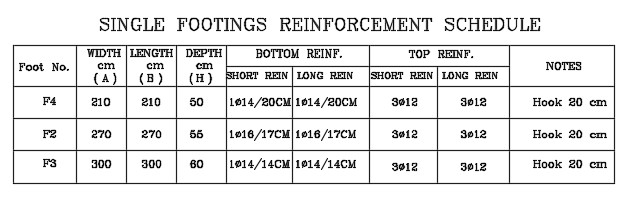 SINGLE FOOTINGS REINFORCEMENT SCHEDULE
Foot No. WIDTH cm (A) LENGTH cm (B) DEPTH cm (H) BOTTOM REINF. TOP REINF. NOTES
SHORT REIN LONG REIN SHORT REIN LONG REIN
F4 210 210 50 1ø14/20CM 1ø14/20CM 3ø12 3ø12 Hook 20 cm
F2 270 270 55 1ø16/17CM 1ø16/17CM 3ø12 3ø12 Hook 20 cm
F3 300 300 60 1ø14/14CM 1ø14/14CM 3ø12 3ø12 Hook 20 cm